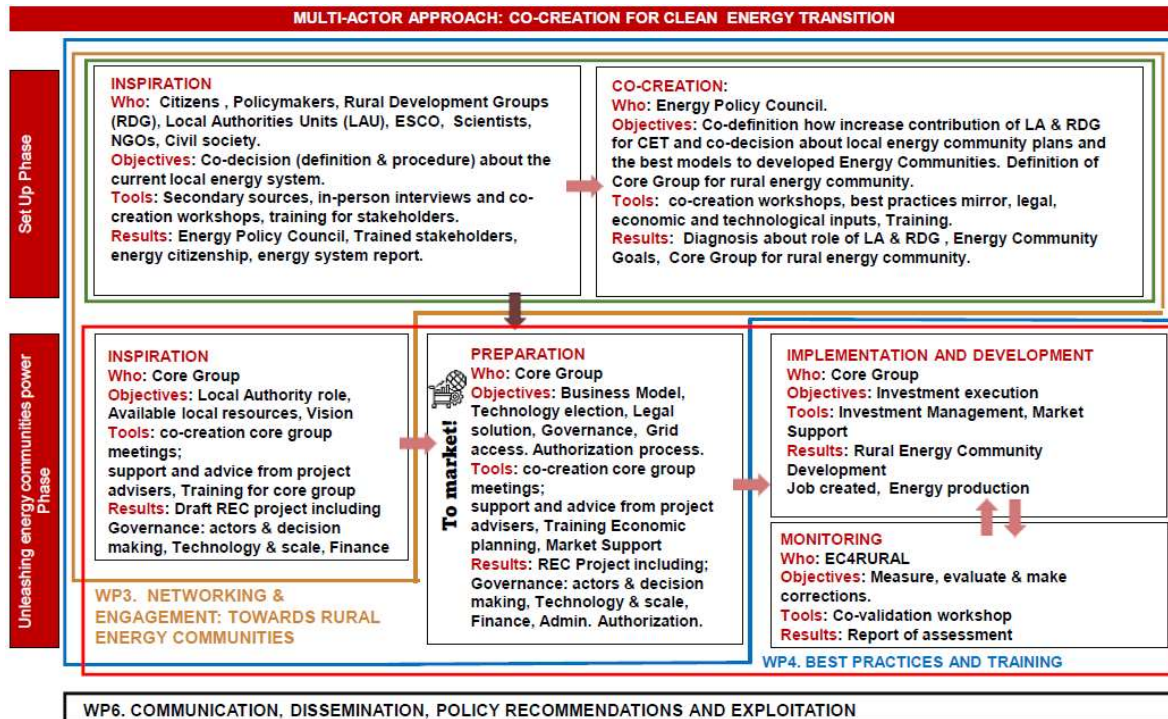 MULTI-ACTOR APPROACH: CO-CREATION FOR CLEAN ENERGY TRANSITION
Set Up Phase
INSPIRATION
Who: Citizens , Policymakers, Rural Development Groups
(RDG), Local Authorities Units (LAU), ESCO, Scientists,
NGOs, Civil society.
Objectives: Co-decision (definition & procedure) about the
current local energy system.
Tools: Secondary sources, in-person interviews and co-
creation workshops, training for stakeholders.
Results: Energy Policy Council, Trained stakeholders,
energy citizenship, energy system report.
CO-CREATION:
Who: Energy Policy Council.
Objectives: Co-definition how increase contribution of LA & RDG
for CET and co-decision about local energy community plans and
the best models to developed Energy Communities. Definition of
Core Group for rural energy community.
Tools: co-creation workshops, best practices mirror, legal,
economic and technological inputs, Training.
Results: Diagnosis about role of LA & RDG , Energy Community
Goals, Core Group for rural energy community.
Unleashing energy communities power
Phase
INSPIRATION
Who: Core Group
Objectives: Local Authority role,
Available local resources, Vision
Tools: co-creation core group
meetings;
support and advice from project
advisers, Training for core group
Results: Draft REC project including
Governance: actors & decision
making, Technology & scale, Finance
WP3. NETWORKING &
ENGAGEMENT: TOWARDS RURAL
ENERGY COMMUNITIES
To market!
PREPARATION
Who: Core Group
Objectives: Business Model,
Technology election, Legal
solution, Governance, Grid
access. Authorization process.
Tools: co-creation core group
meetings;
support and advice from project
advisers, Training Economic
planning, Market Support
Results: REC Project including;
Governance: actors & decision
making, Technology & scale,
Finance, Admin. Authorization.
IMPLEMENTATION AND DEVELOPMENT
Who: Core Group
Objectives: Investment execution
Tools: Investment Management, Market
Support
Results: Rural Energy Community
Development
Job created, Energy production
MONITORING
Who: EC4RURAL
Objectives: Measure, evaluate & make
corrections.
Tools: Co-validation workshop
Results: Report of assessment
WP4. BEST PRACTICES AND TRAINING
WP6. COMMUNICATION, DISSEMINATION, POLICY RECOMMENDATIONS AND EXPLOITATION